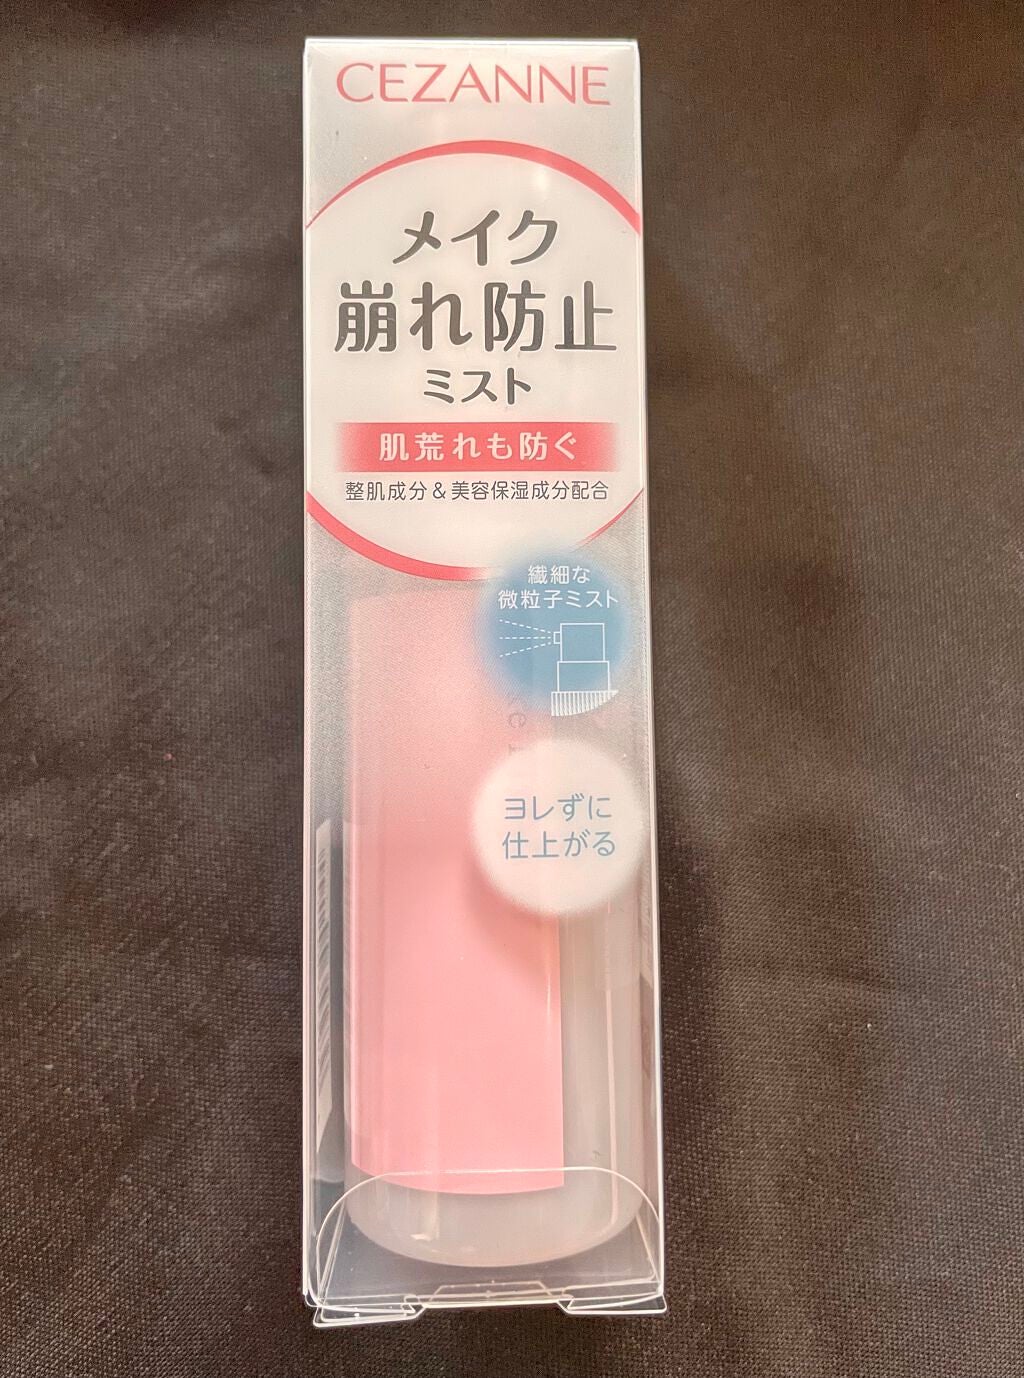 CEZANNE
メイク
崩れ防止
ミスト
肌荒れも防ぐ
整肌成分&美容保湿成分配合
繊細な
微粒子ミスト
ヨレずに
仕上がる